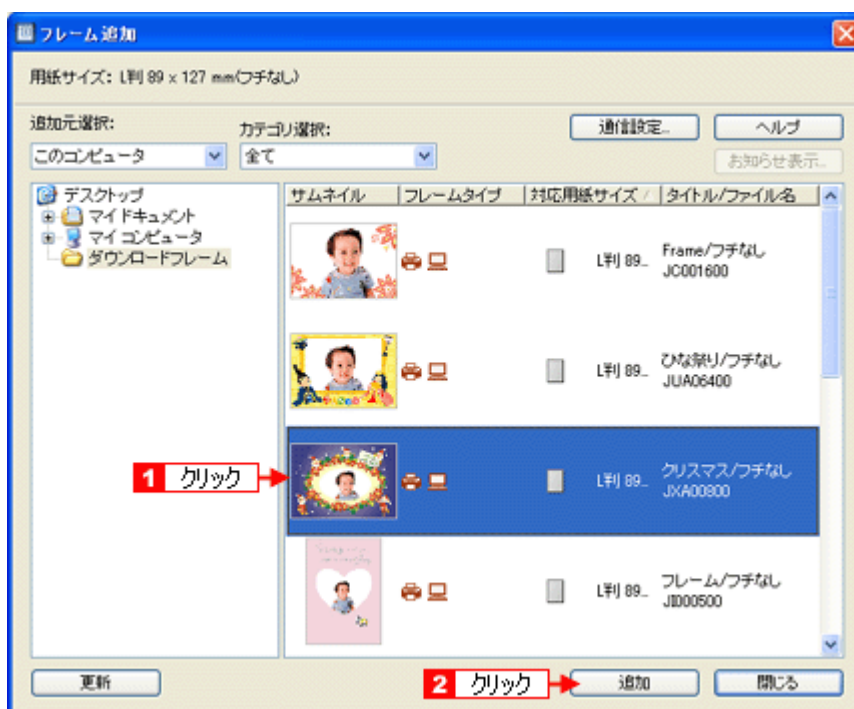 フレーム追加
用紙サイズ: L判 89 x 127 mm(フチなし)
追加元選択:
カテゴリ選択:
通信設定...
ヘルプ
このコンピュータ
全て
お知らせ表示...
デスクトップ
マイドキュメント
マイ コンピュータ
ダウンロードフレーム
サムネイル フレームタイプ 対応用紙サイズ タイトル/ファイル名
L判 89... Frame/フチなし
JC001600
L判 89... ひな祭り/フチなし
JUA06400
1 クリック
L判 89... クリスマス/フチなし
JXA00800
L判 89... フレーム/フチなし
JI000500
更新
2 クリック
追加
閉じる